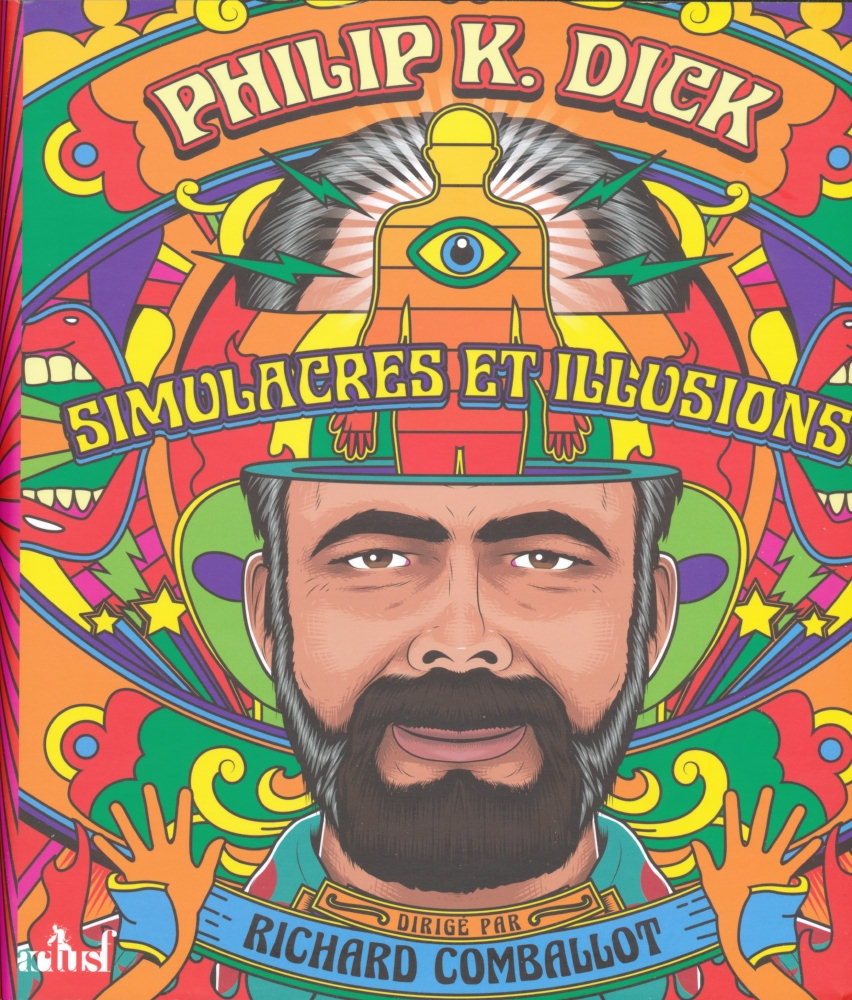 PHILIP K. DICK
SIMULACRES ET ILLUSIONS
DIRIGÉ PAR
RICHARD COMBALLOT
actusf